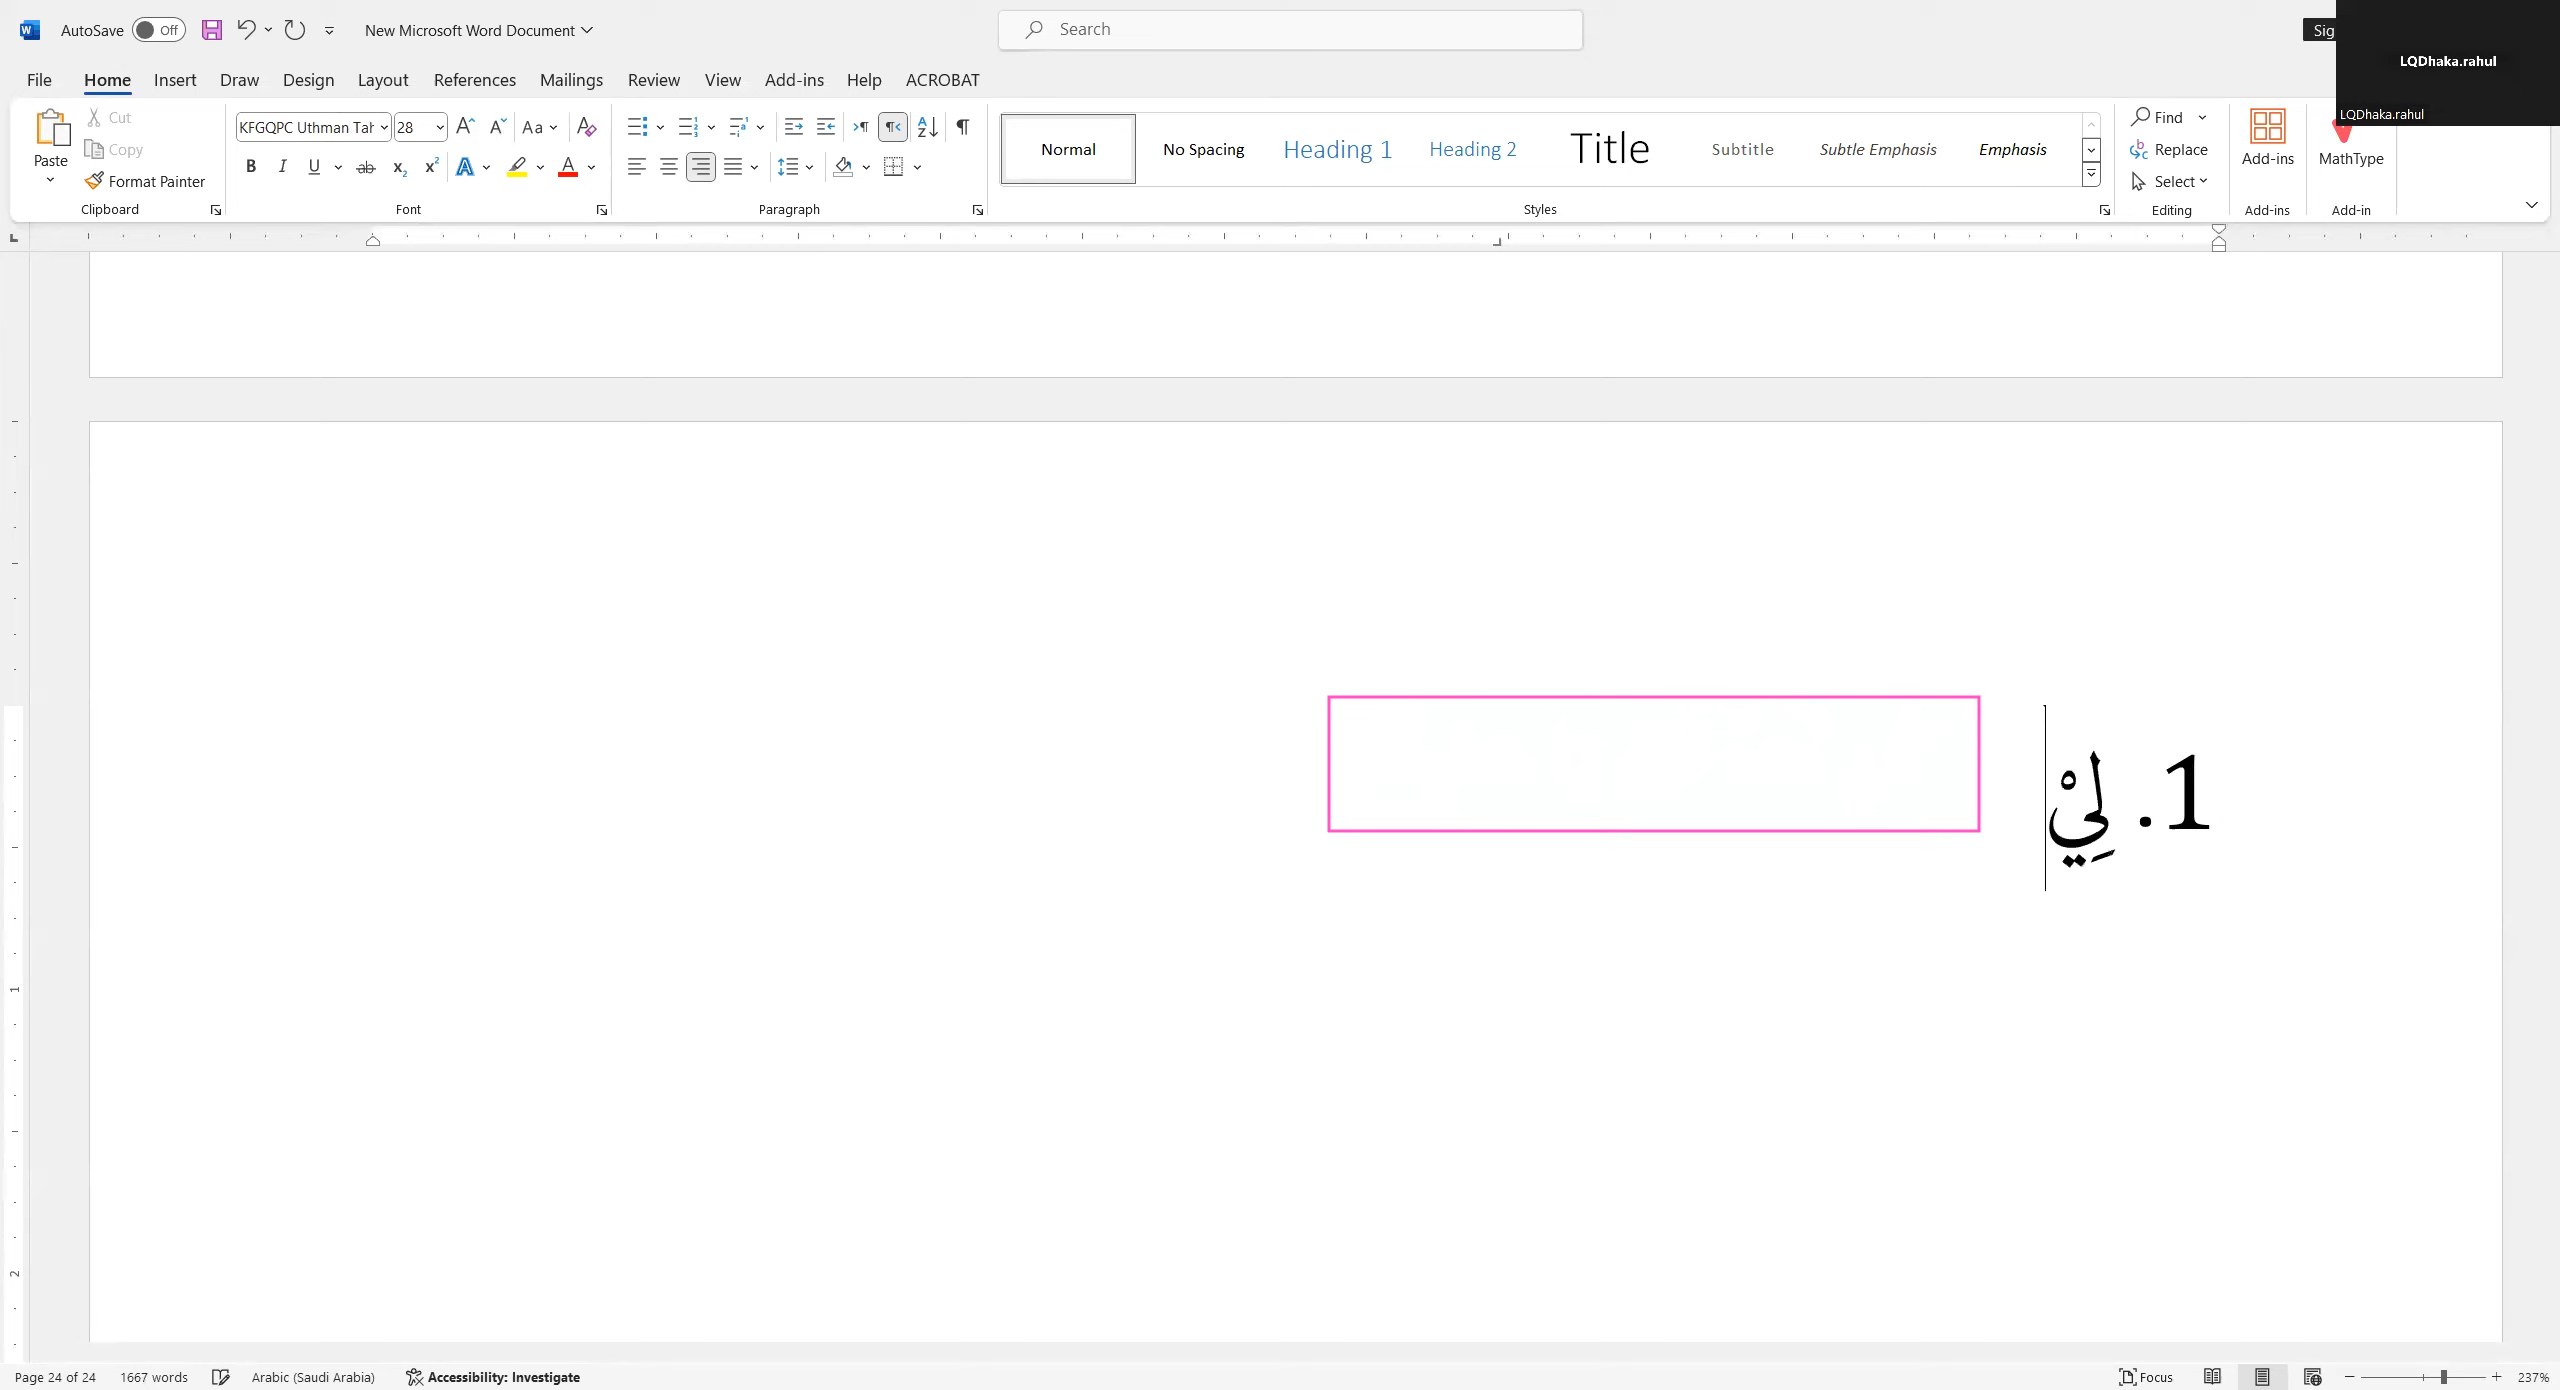 AutoSave Off New Microsoft Word Document Search Sig
LQDhaka.rahul
LQDhaka.rahul
File Home Insert Draw Design Layout References Mailings Review View Add-ins Help ACROBAT
Paste
Cut
Copy
Format Painter
Clipboard
KFGQPC Uthman Tah 28
Font
Paragraph
Normal No Spacing Heading 1 Heading 2 Title Subtitle Subtle Emphasis Emphasis
Styles
Find
Replace
Select
Editing
Add-ins
Add-ins
MathType
Add-in
1. لِيْ
1
2
Page 24 of 24 1667 words Arabic (Saudi Arabia) Accessibility: Investigate Focus 237%